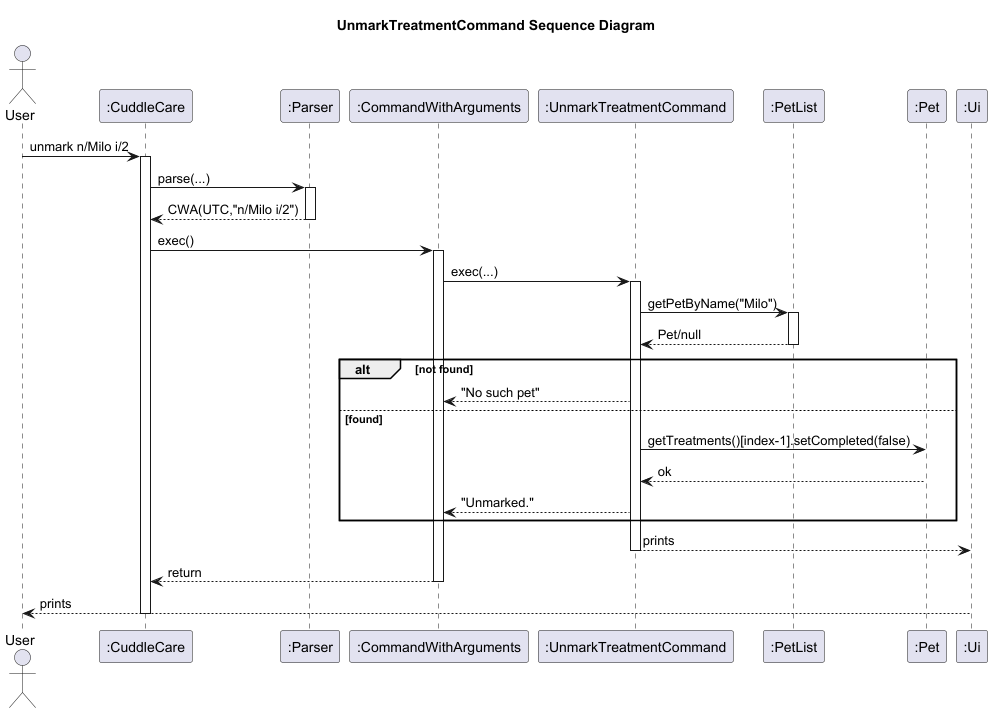 UnmarkTreatmentCommand Sequence Diagram
User
:CuddleCare
:Parser
:CommandWithArguments
:UnmarkTreatmentCommand
:PetList
:Pet
:Ui
unmark n/Milo i/2
parse(...)
CWA(UTC,"n/Milo i/2")
exec()
exec(...)
getPetByName("Milo")
Pet/null
alt
[not found]
"No such pet"
[found]
getTreatments()[index-1].setCompleted(false)
ok
"Unmarked."
prints
return
prints
User
:CuddleCare
:Parser
:CommandWithArguments
:UnmarkTreatmentCommand
:PetList
:Pet
:Ui